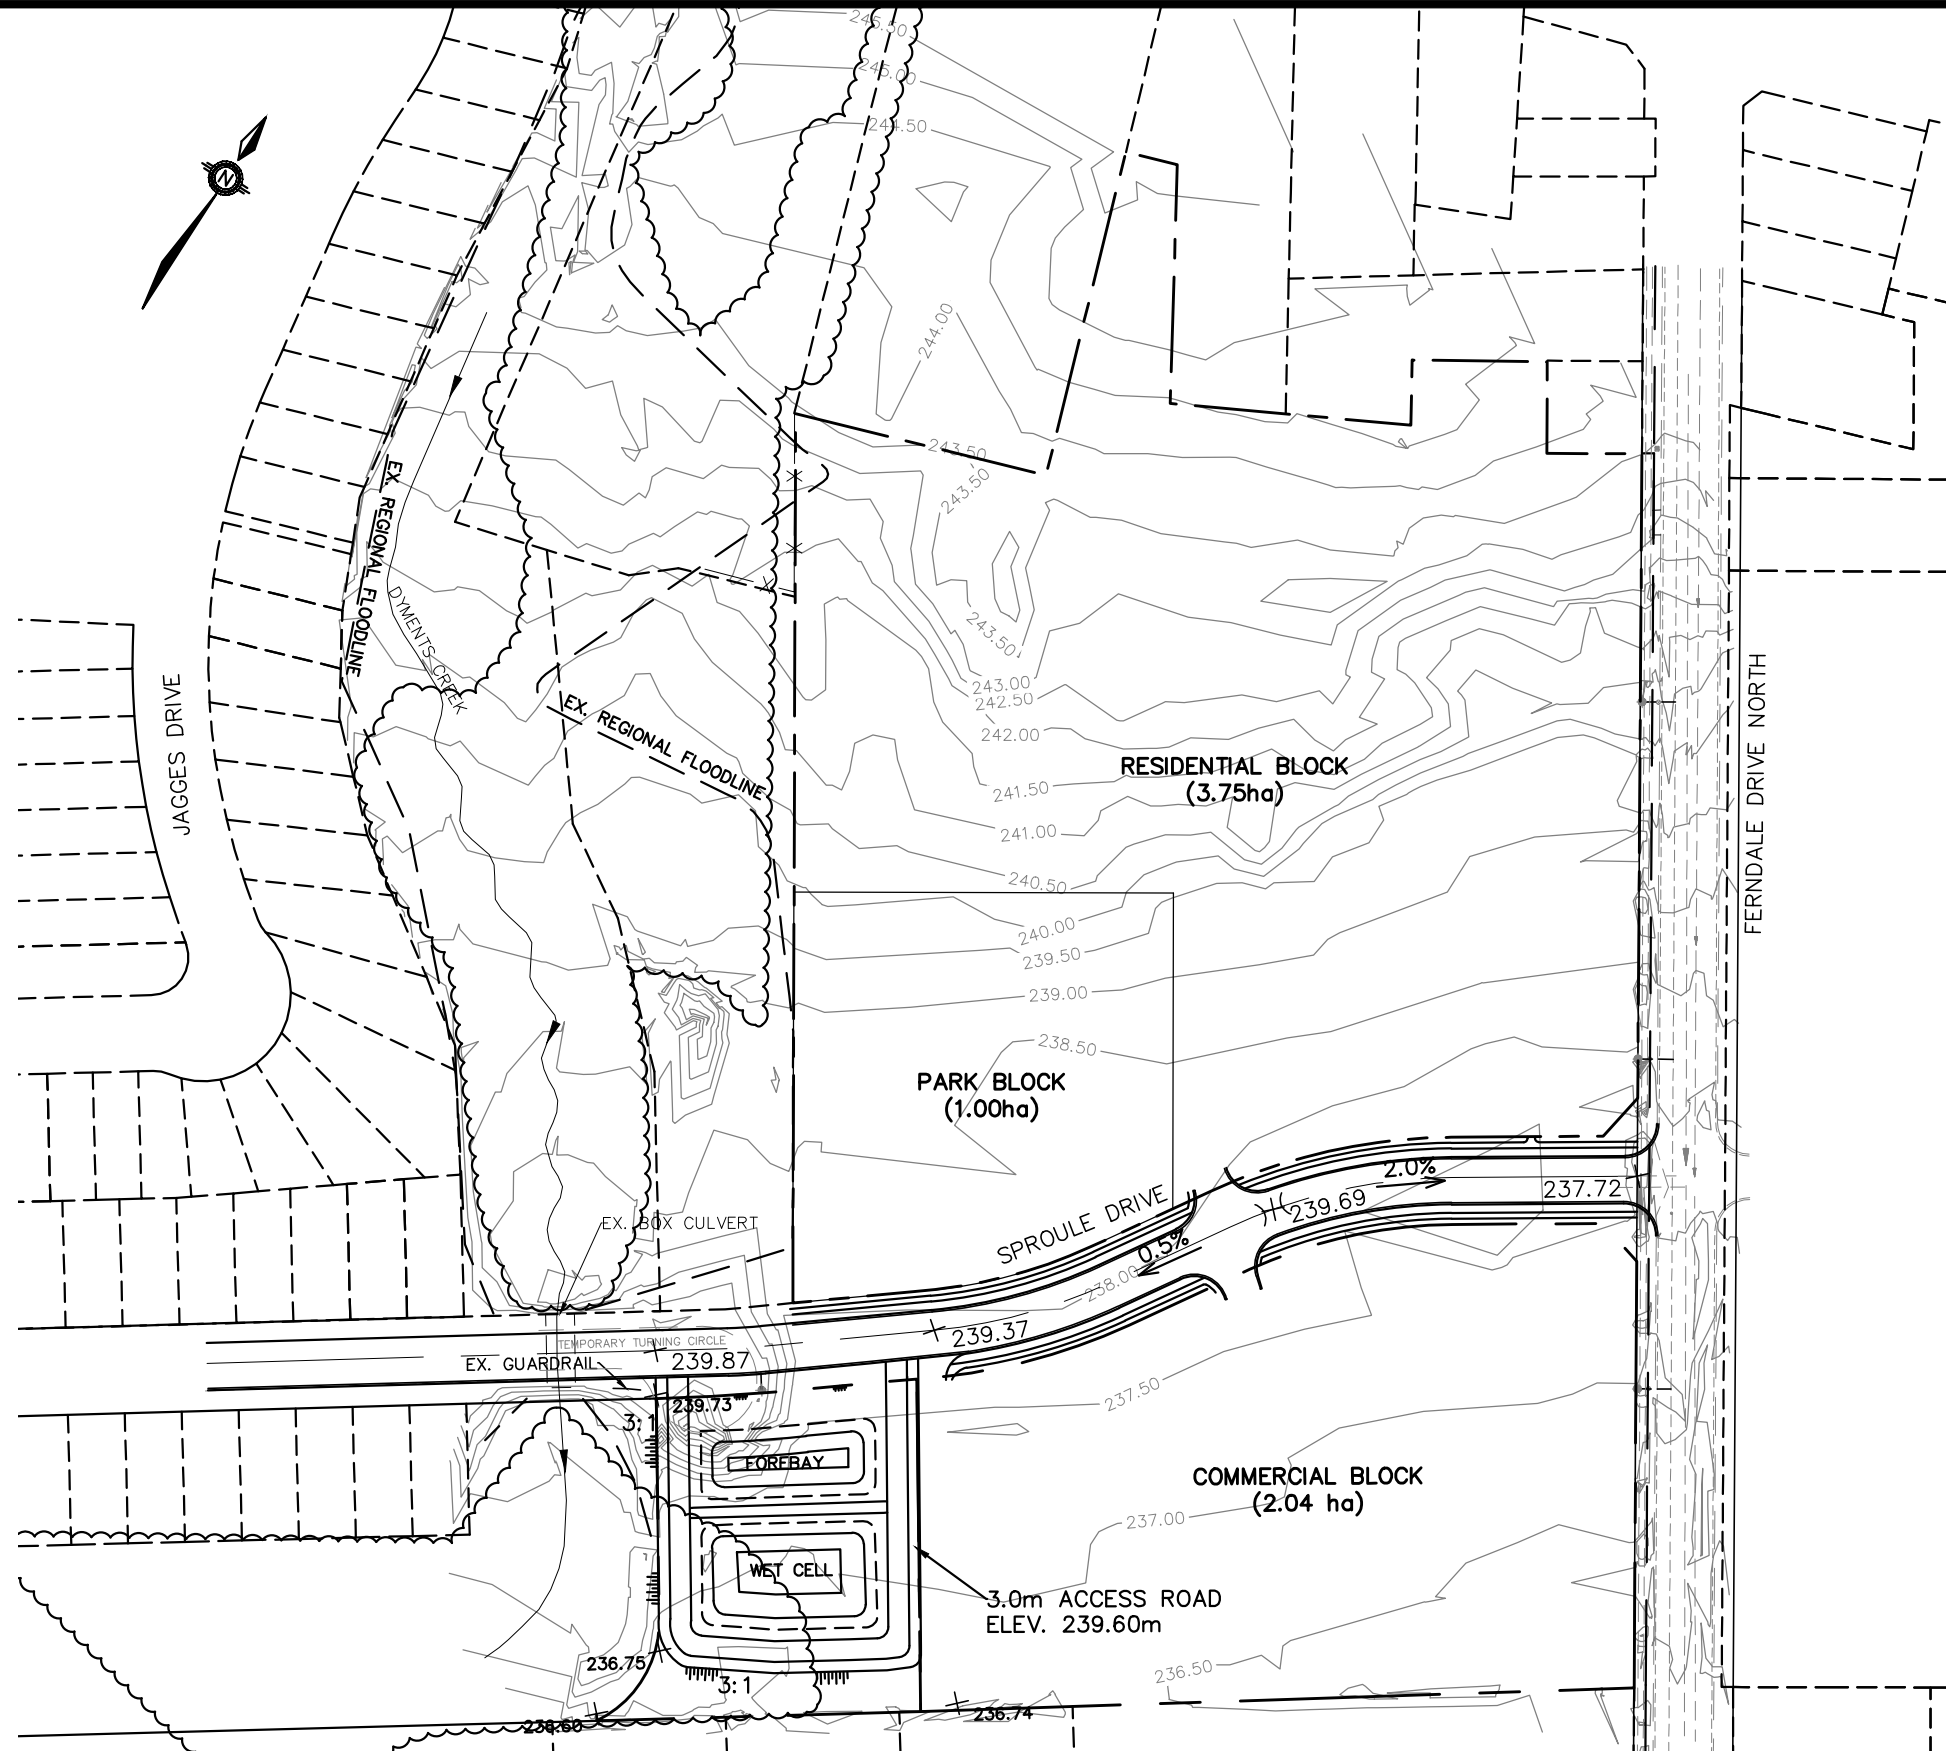 245.50
245.00
244.50
N
244.00
243.50
243.50
EX. REGIONAL FLOODLINE
DYMENTS CREEK
243.50
243.00
242.50
242.00
JAGGES DRIVE
EX. REGIONAL FLOODLINE
FERNDALE DRIVE NORTH
RESIDENTIAL BLOCK
(3.75ha)
241.50
241.00
240.50
240.00
239.50
239.00
238.50
PARK BLOCK
(1.00ha)
2.0%
237.72
239.69
SPROULE DRIVE
0.5%
238.00
EX. BOX CULVERT
TEMPORARY TURNING CIRCLE
239.37
EX. GUARDRAIL
239.87
239.73
3:1
237.50
FOREBAY
COMMERCIAL BLOCK
(2.04 ha)
237.00
WET CELL
3.0m ACCESS ROAD
ELEV. 239.60m
236.75
236.50
3:1
236.60
236.74